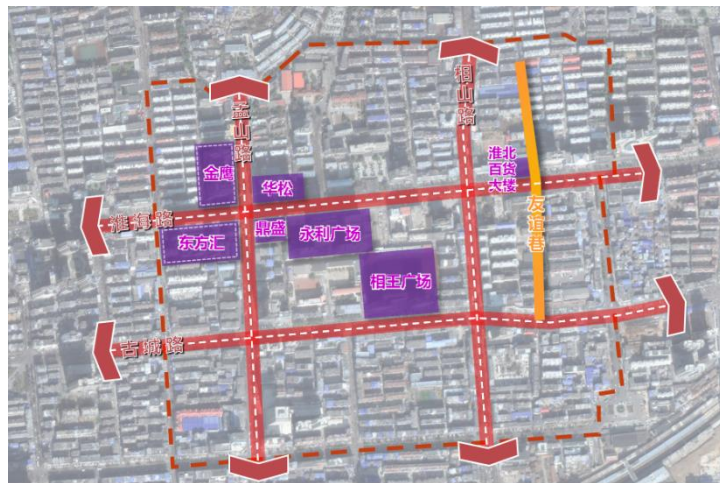 孟山路
相山路
金鹰
华松
淮北
百货
大楼
淮海路
东方汇
鼎盛
永利广场
友谊巷
相王广场
古城路